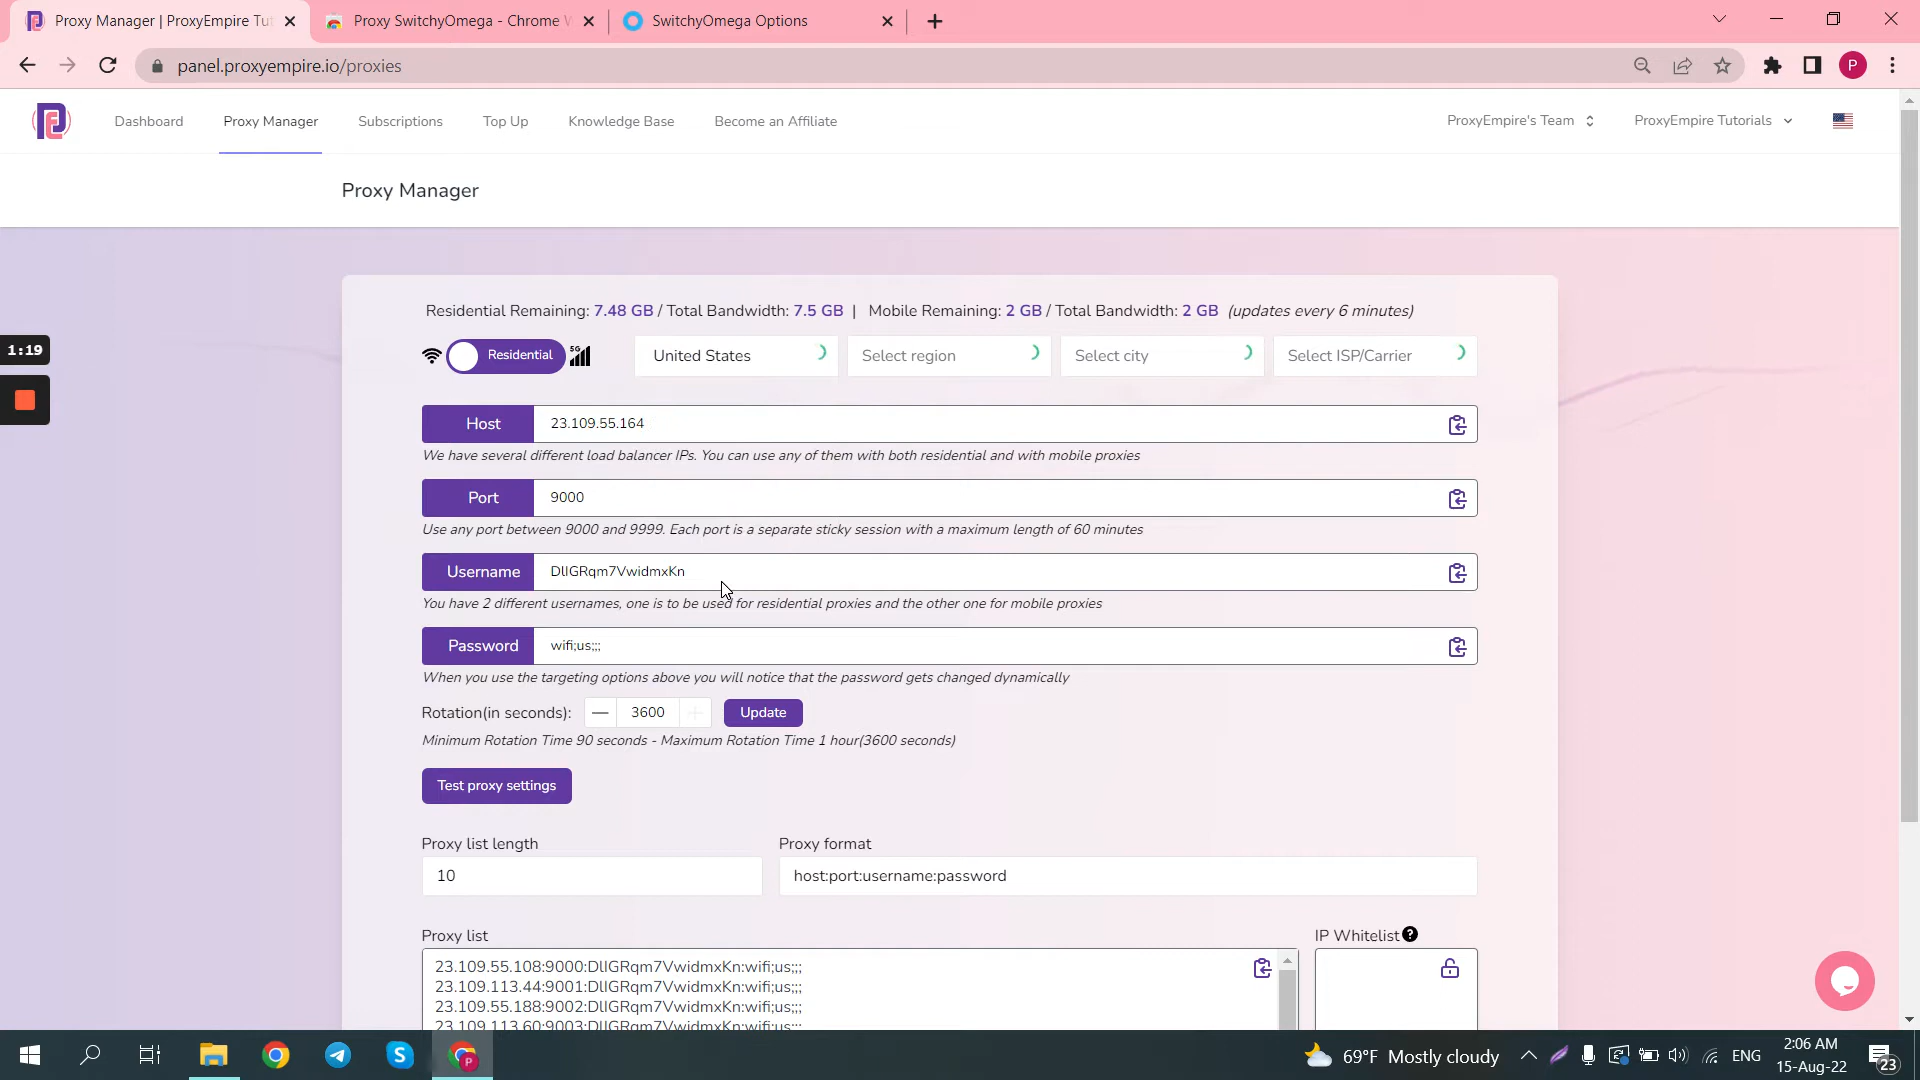 Proxy Manager | ProxyEmpire Tut
Proxy SwitchyOmega - Chrome W
SwitchyOmega Options
panel.proxyempire.io/proxies
P
Dashboard
Proxy Manager
Subscriptions
Top Up
Knowledge Base
Become an Affiliate
ProxyEmpire's Team
ProxyEmpire Tutorials
Proxy Manager
1:19
Residential Remaining: 7.48 GB / Total Bandwidth: 7.5 GB | Mobile Remaining: 2 GB / Total Bandwidth: 2 GB (updates every 6 minutes)
Residential
5G
United States
Select region
Select city
Select ISP/Carrier
Host
23.109.55.164
We have several different load balancer IPs. You can use any of them with both residential and with mobile proxies
Port
9000
Use any port between 9000 and 9999. Each port is a separate sticky session with a maximum length of 60 minutes
Username
DlIGRqm7VwidmxKn
You have 2 different usernames, one is to be used for residential proxies and the other one for mobile proxies
Password
wifi;us;;;
When you use the targeting options above you will notice that the password gets changed dynamically
Rotation(in seconds):
3600
Update
Minimum Rotation Time 90 seconds - Maximum Rotation Time 1 hour(3600 seconds)
Test proxy settings
Proxy list length
Proxy format
10
host:port:username:password
Proxy list
IP Whitelist
23.109.55.108:9000:DlIGRqm7VwidmxKn:wifi;us;;;
23.109.113.44:9001:DlIGRqm7VwidmxKn:wifi;us;;;
23.109.55.188:9002:DlIGRqm7VwidmxKn:wifi;us;;;
23.109.113.60:9003:DlIGRqm7VwidmxKn:wifi;us;;;
69°F Mostly cloudy
ENG
2:06 AM
15-Aug-22
23